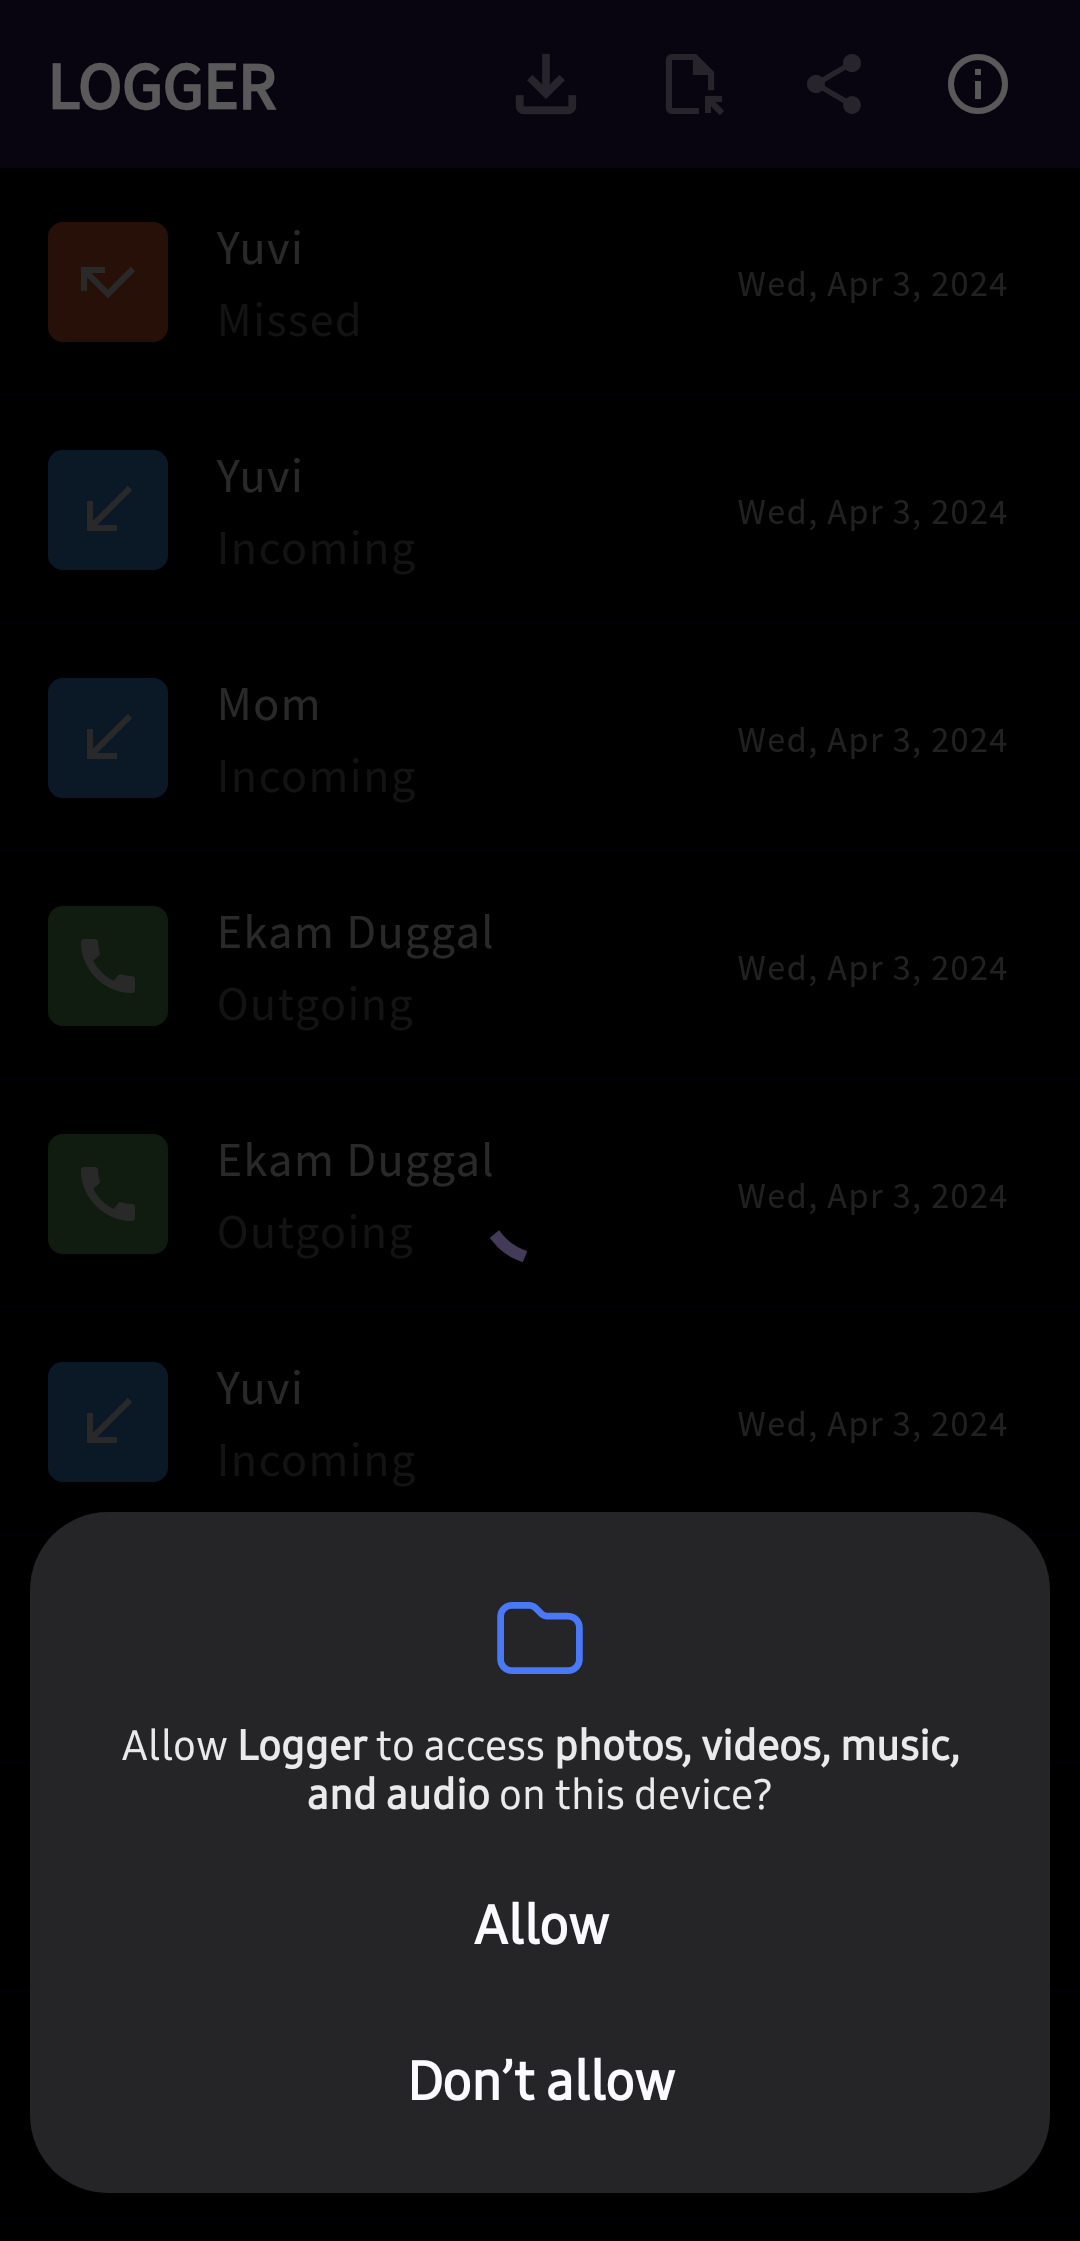 LOGGER
Yuvi
Missed
Wed, Apr 3, 2024
Yuvi
Incoming
Wed, Apr 3, 2024
Mom
Incoming
Wed, Apr 3, 2024
Ekam Duggal
Outgoing
Wed, Apr 3, 2024
Ekam Duggal
Outgoing
Wed, Apr 3, 2024
Yuvi
Incoming
Wed, Apr 3, 2024
Allow Logger to access photos, videos, music,
and audio on this device?
Allow
Don’t allow